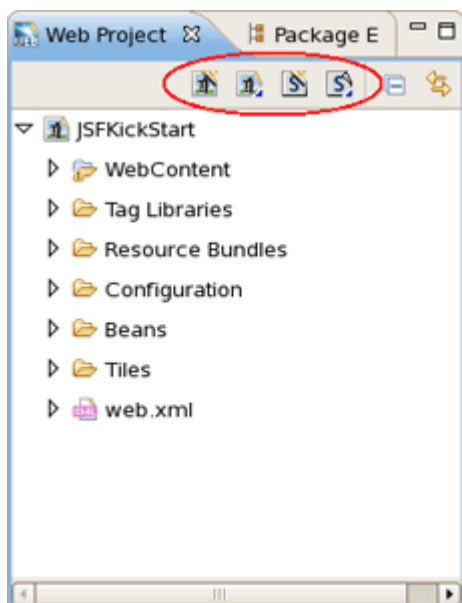 Web Project Package E
JSFKickStart
WebContent
Tag Libraries
Resource Bundles
Configuration
Beans
Tiles
web.xml